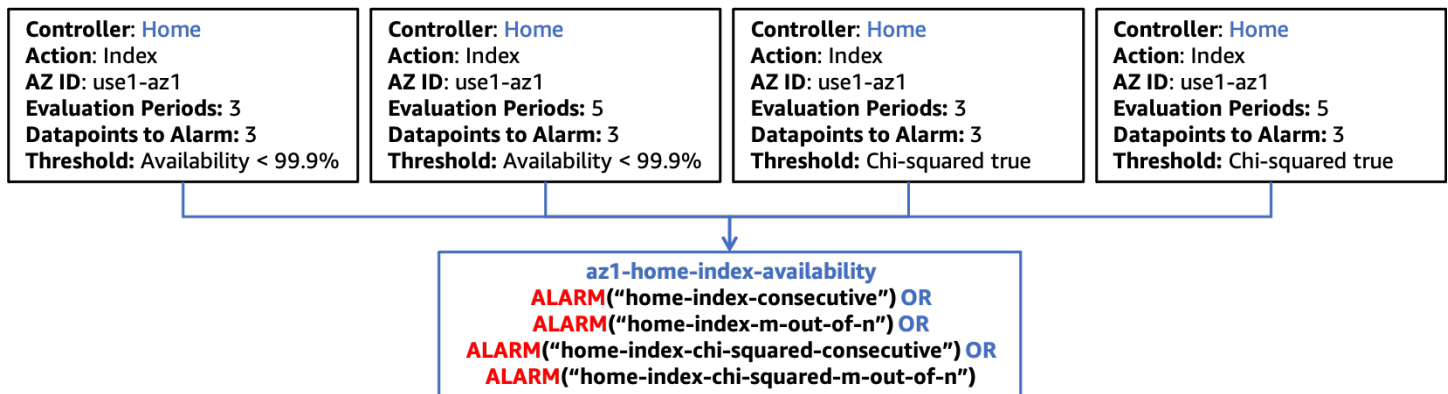 Controller: Home
Action: Index
AZ ID: use1-az1
Evaluation Periods: 3
Datapoints to Alarm: 3
Threshold: Availability < 99.9%
Controller: Home
Action: Index
AZ ID: use1-az1
Evaluation Periods: 5
Datapoints to Alarm: 3
Threshold: Availability < 99.9%
Controller: Home
Action: Index
AZ ID: use1-az1
Evaluation Periods: 3
Datapoints to Alarm: 3
Threshold: Chi-squared true
Controller: Home
Action: Index
AZ ID: use1-az1
Evaluation Periods: 5
Datapoints to Alarm: 3
Threshold: Chi-squared true
az1-home-index-availability
ALARM(“home-index-consecutive”) OR
ALARM(“home-index-m-out-of-n”) OR
ALARM(“home-index-chi-squared-consecutive”) OR
ALARM(“home-index-chi-squared-m-out-of-n”)